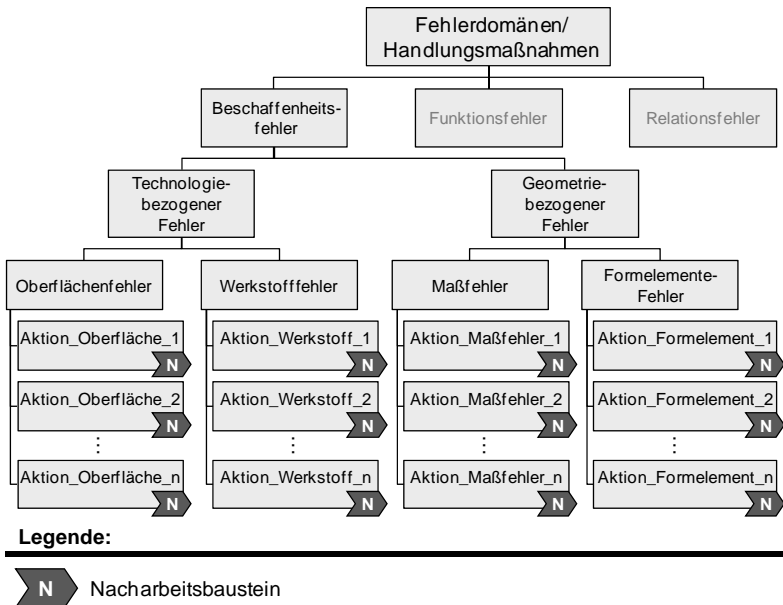 Fehlerdomänen/
Handlungsmaßnahmen
Beschaffenheits-
fehler
Funktionsfehler
Relationsfehler
Technologie-
bezogener
Fehler
Geometrie-
bezogener
Fehler
Oberflächenfehler
Werkstofffehler
Maßfehler
Formelemente-
Fehler
Aktion_Oberfläche_1
N
Aktion_Werkstoff_1
N
Aktion_Maßfehler_1
N
Aktion_Formelement_1
N
Aktion_Oberfläche_2
N
Aktion_Werkstoff_2
N
Aktion_Maßfehler_2
N
Aktion_Formelement_2
N
Aktion_Oberfläche_n
N
Aktion_Werkstoff_n
N
Aktion_Maßfehler_n
N
Aktion_Formelement_n
N
Legende:
N Nacharbeitsbaustein